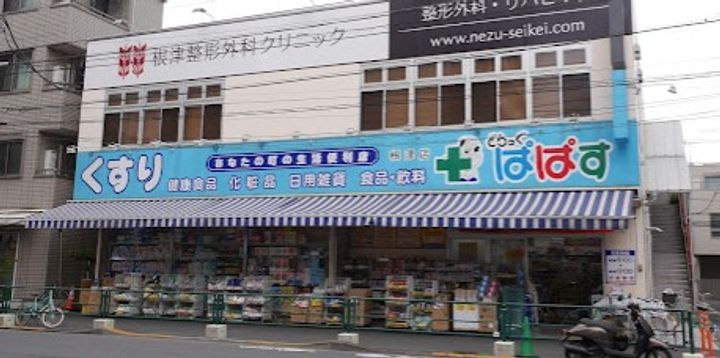 根津整形外科クリニック
整形外科・リハビリ
www.nezu-seikei.com
くすり
あなたの町の生活便利店
根津店
どらっぐ
ぱぱす
健康食品 化粧品 日用雑貨 食品・飲料